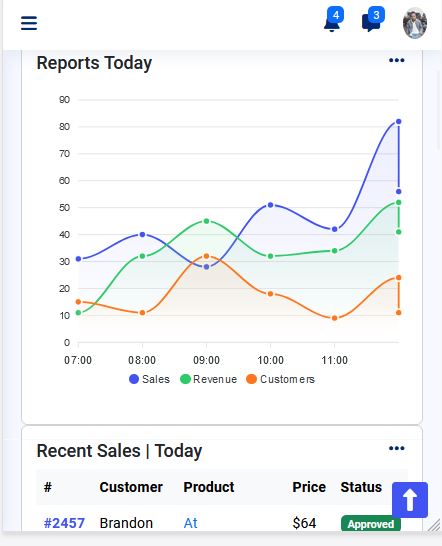 4
3
Reports Today
90
80
70
60
50
40
30
20
10
0
07:00 08:00 09:00 10:00 11:00
Sales Revenue Customers
Recent Sales | Today
# Customer Product Price Status
#2457 Brandon At $64 Approved